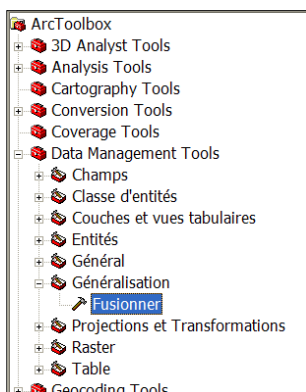 ArcToolbox
3D Analyst Tools
Analysis Tools
Cartography Tools
Conversion Tools
Coverage Tools
Data Management Tools
Champs
Classe d'entités
Couches et vues tabulaires
Entités
Général
Généralisation
Fusionner
Projections et Transformations
Raster
Table
Geocoding Tools